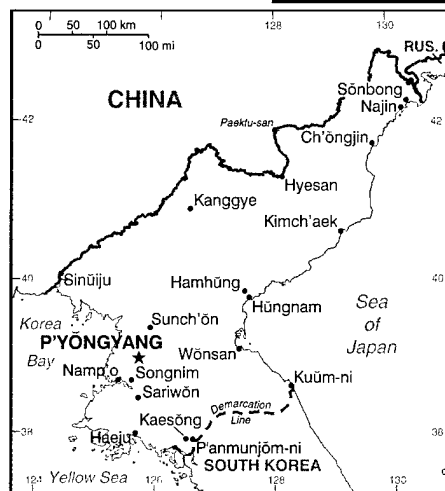 128
130
0 50 100 km
0 50 100 mi
RUS.
CHINA
Sŏnbong
Najin
42
42
Paektu-san
Ch'ŏngjin
Hyesan
Kanggye
Kimch'aek
40
40
Sinŭiju
Hamhŭng
Hŭngnam
Sea
of
Japan
Korea
Bay
Sunch'ŏn
P'YŎNGYANG
Wŏnsan
Namp'o
Songnim
Kuŭm-ni
Sariwŏn
Demarcation
Line
Kaesŏng
38
38
Haeju
P'anmunjŏm-ni
SOUTH KOREA
Yellow Sea
124
126
128
130